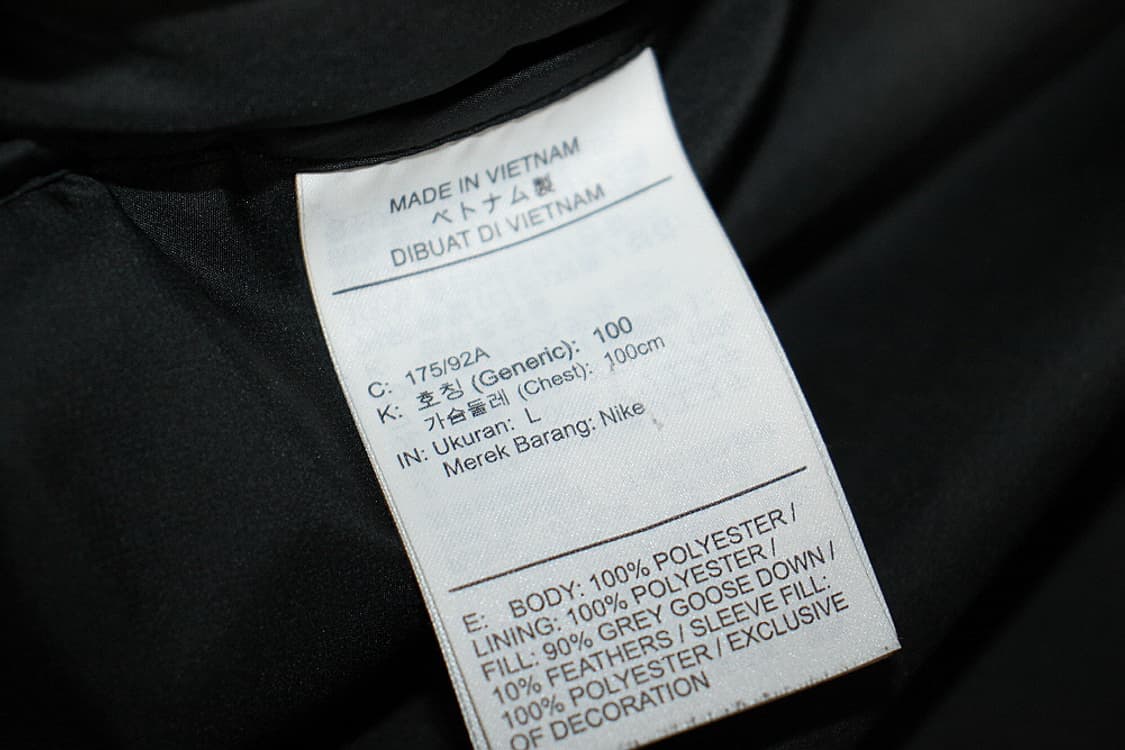 MADE IN VIETNAM
ベトナム製
DIBUAT DI VIETNAM
C: 175/92A
K: 호칭 (Generic): 100
가슴둘레 (Chest): 100cm
IN: Ukuran: L
Merek Barang: Nike
E: BODY: 100% POLYESTER /
LINING: 100% POLYESTER /
FILL: 90% GREY GOOSE DOWN /
10% FEATHERS / SLEEVE FILL:
100% POLYESTER / EXCLUSIVE
OF DECORATION